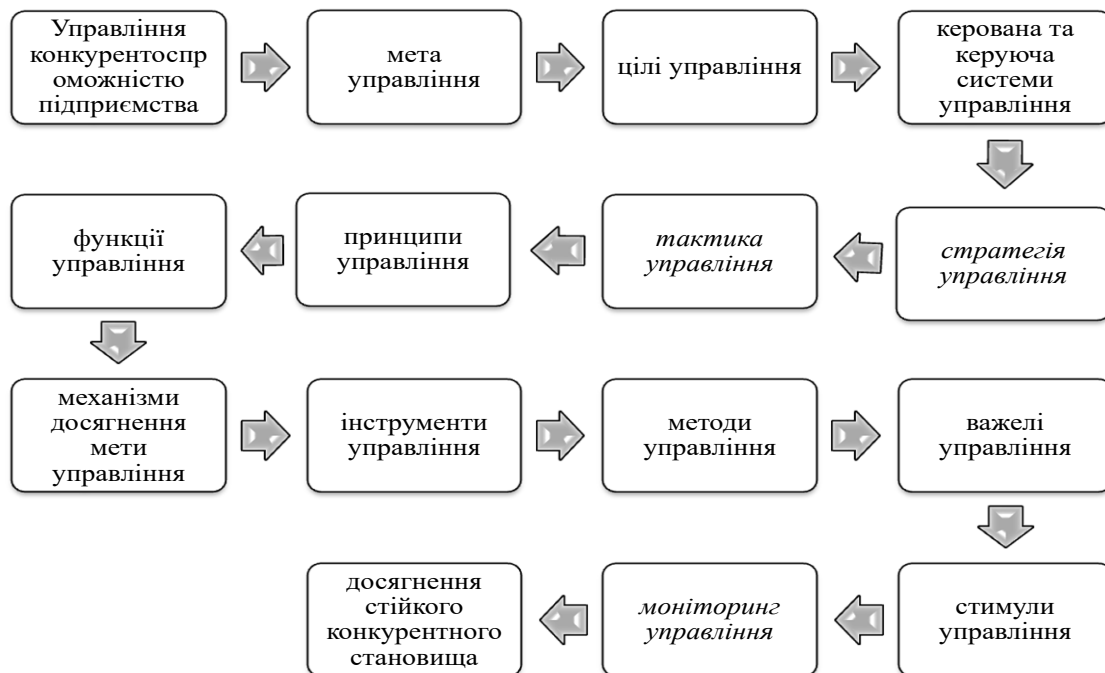 Управління
конкурентоспр
оможністю
підприємства
мета
управління
цілі управління
керована та
керуюча
системи
управління
стратегія
управління
тактика
управління
принципи
управління
функції
управління
механізми
досягнення
мети
управління
інструменти
управління
методи
управління
важелі
управління
стимули
управління
моніторинг
управління
досягнення
стійкого
конкурентного
становища